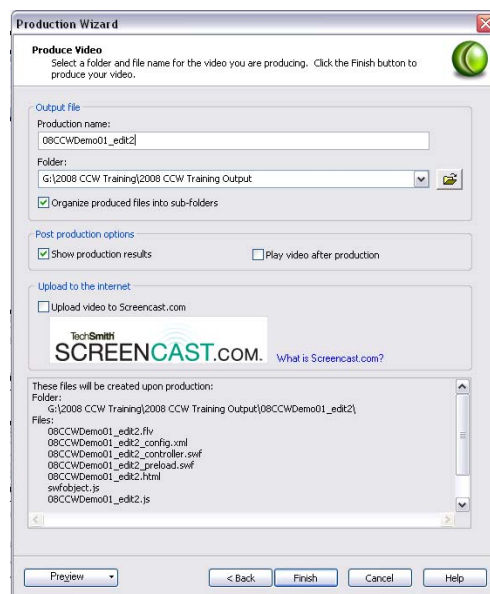 Production Wizard
Produce Video
Select a folder and file name for the video you are producing. Click the Finish button to
produce your video.
Output file
Production name:
08CCWDemo01_edit2
Folder:
G:\2008 CCW Training\2008 CCW Training Output
Organize produced files into sub-folders
Post production options
Show production results
Play video after production
Upload to the internet
Upload video to Screencast.com
TechSmith
SCREENCAST.COM.
What is Screencast.com?
These files will be created upon production:
Folder:
G:\2008 CCW Training\2008 CCW Training Output\08CCWDemo01_edit2\
Files:
08CCWDemo01_edit2.flv
08CCWDemo01_edit2_config.xml
08CCWDemo01_edit2_controller.swf
08CCWDemo01_edit2_preload.swf
08CCWDemo01_edit2.html
swfobject.js
08CCWDemo01_edit2.js
Preview
< Back
Finish
Cancel
Help